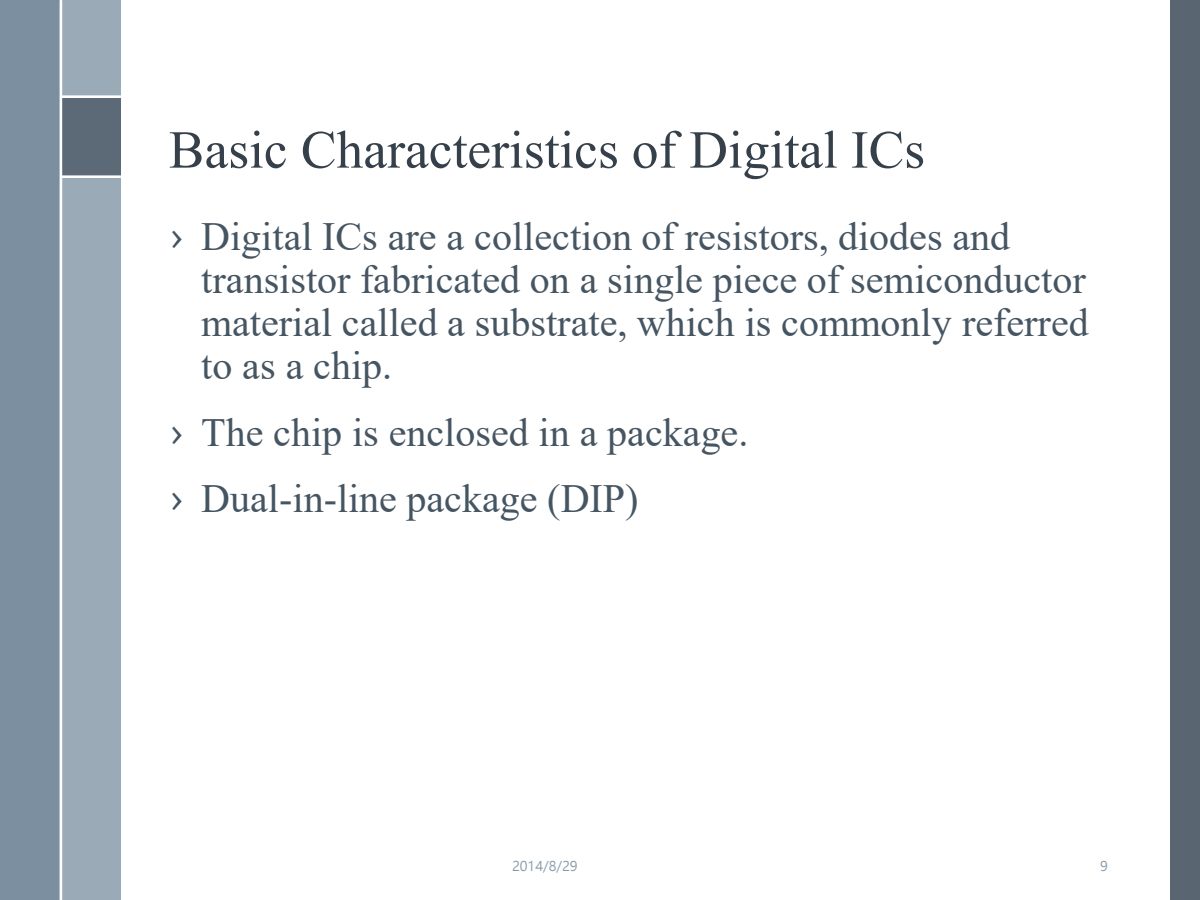 Basic Characteristics of Digital ICs
› Digital ICs are a collection of resistors, diodes and
transistor fabricated on a single piece of semiconductor
material called a substrate, which is commonly referred
to as a chip.
› The chip is enclosed in a package.
› Dual-in-line package (DIP)
2014/8/29
9